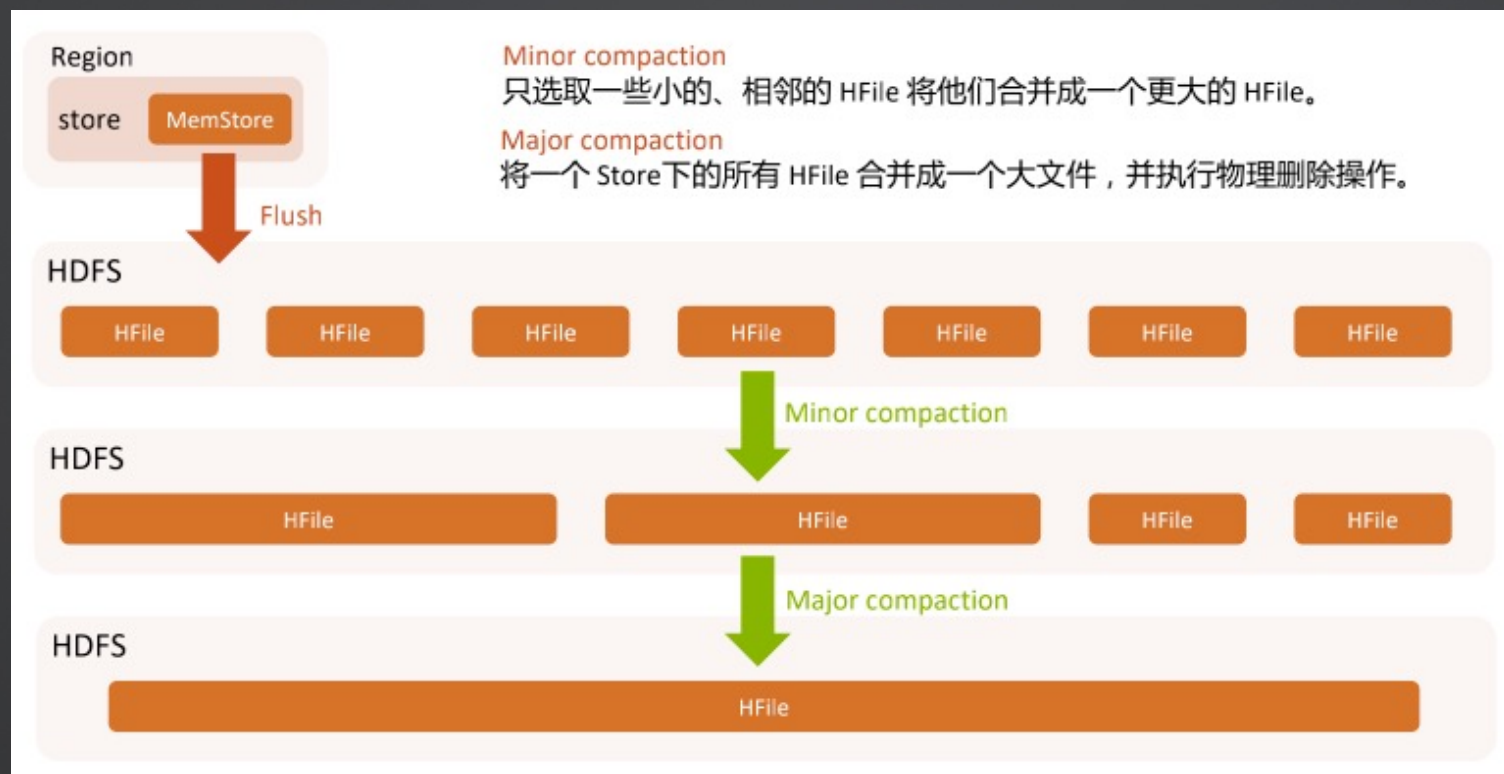 Region
store
MemStore
Flush
Minor compaction
只选取一些小的、相邻的 HFile 将他们合并成一个更大的 HFile。
Major compaction
将一个 Store下的所有 HFile 合并成一个大文件，并执行物理删除操作。
HDFS
HFile HFile HFile HFile HFile HFile HFile
Minor compaction
HDFS
HFile HFile HFile HFile
Major compaction
HDFS
HFile